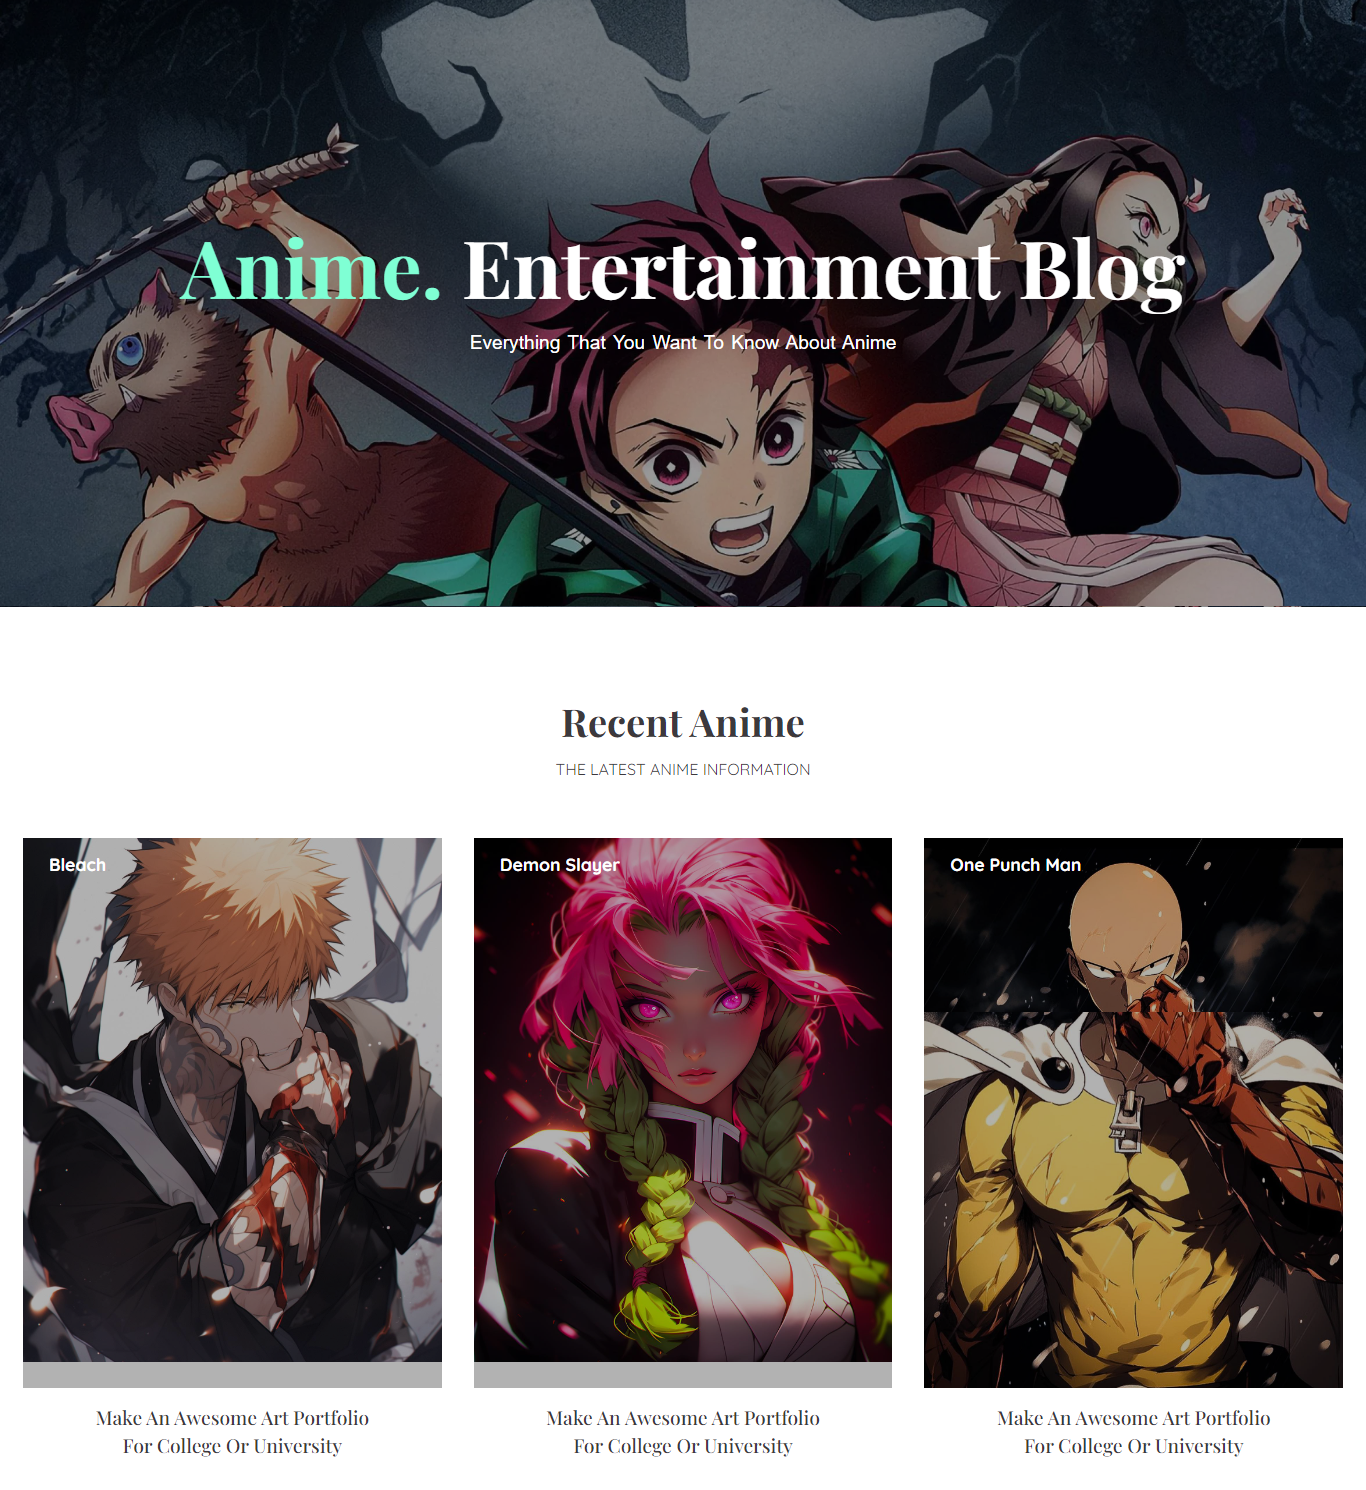 Anime. Entertainment Blog
Everything That You Want To Know About Anime
Recent Anime
THE LATEST ANIME INFORMATION
Bleach
Demon Slayer
One Punch Man
Make An Awesome Art Portfolio
For College Or University
Make An Awesome Art Portfolio
For College Or University
Make An Awesome Art Portfolio
For College Or University